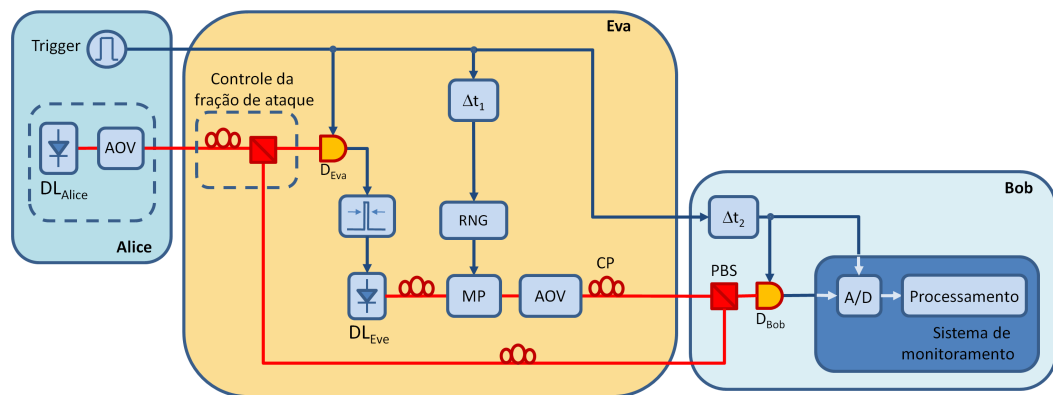 Eva
Trigger
Controle da
fração de ataque
Δt1
AOV
DLAlice
DEva
Alice
RNG
Bob
Δt2
CP
PBS
MP
AOV
DLEve
DBob
A/D
Processamento
Sistema de
monitoramento